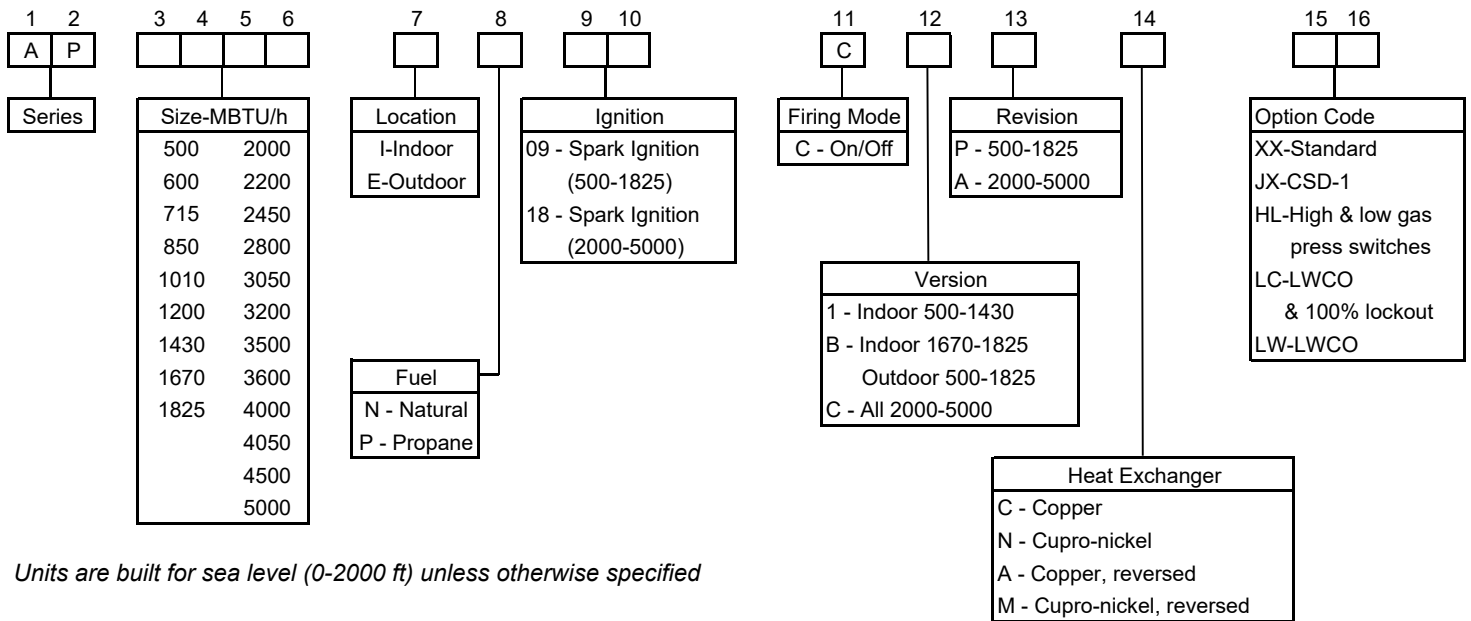 1 2 3 4 5 6 7 8 9 10 11 12 13 14 15 16
A P C
Series
Size-MBTU/h
500 2000
600 2200
715 2450
850 2800
1010 3050
1200 3200
1430 3500
1670 3600
1825 4000
4050
4500
5000
Location
I-Indoor
E-Outdoor
Fuel
N - Natural
P - Propane
Ignition
09 - Spark Ignition
(500-1825)
18 - Spark Ignition
(2000-5000)
Firing Mode
C - On/Off
Version
1 - Indoor 500-1430
B - Indoor 1670-1825
Outdoor 500-1825
C - All 2000-5000
Revision
P - 500-1825
A - 2000-5000
Heat Exchanger
C - Copper
N - Cupro-nickel
A - Copper, reversed
M - Cupro-nickel, reversed
Option Code
XX-Standard
JX-CSD-1
HL-High & low gas
press switches
LC-LWCO
& 100% lockout
LW-LWCO
Units are built for sea level (0-2000 ft) unless otherwise specified